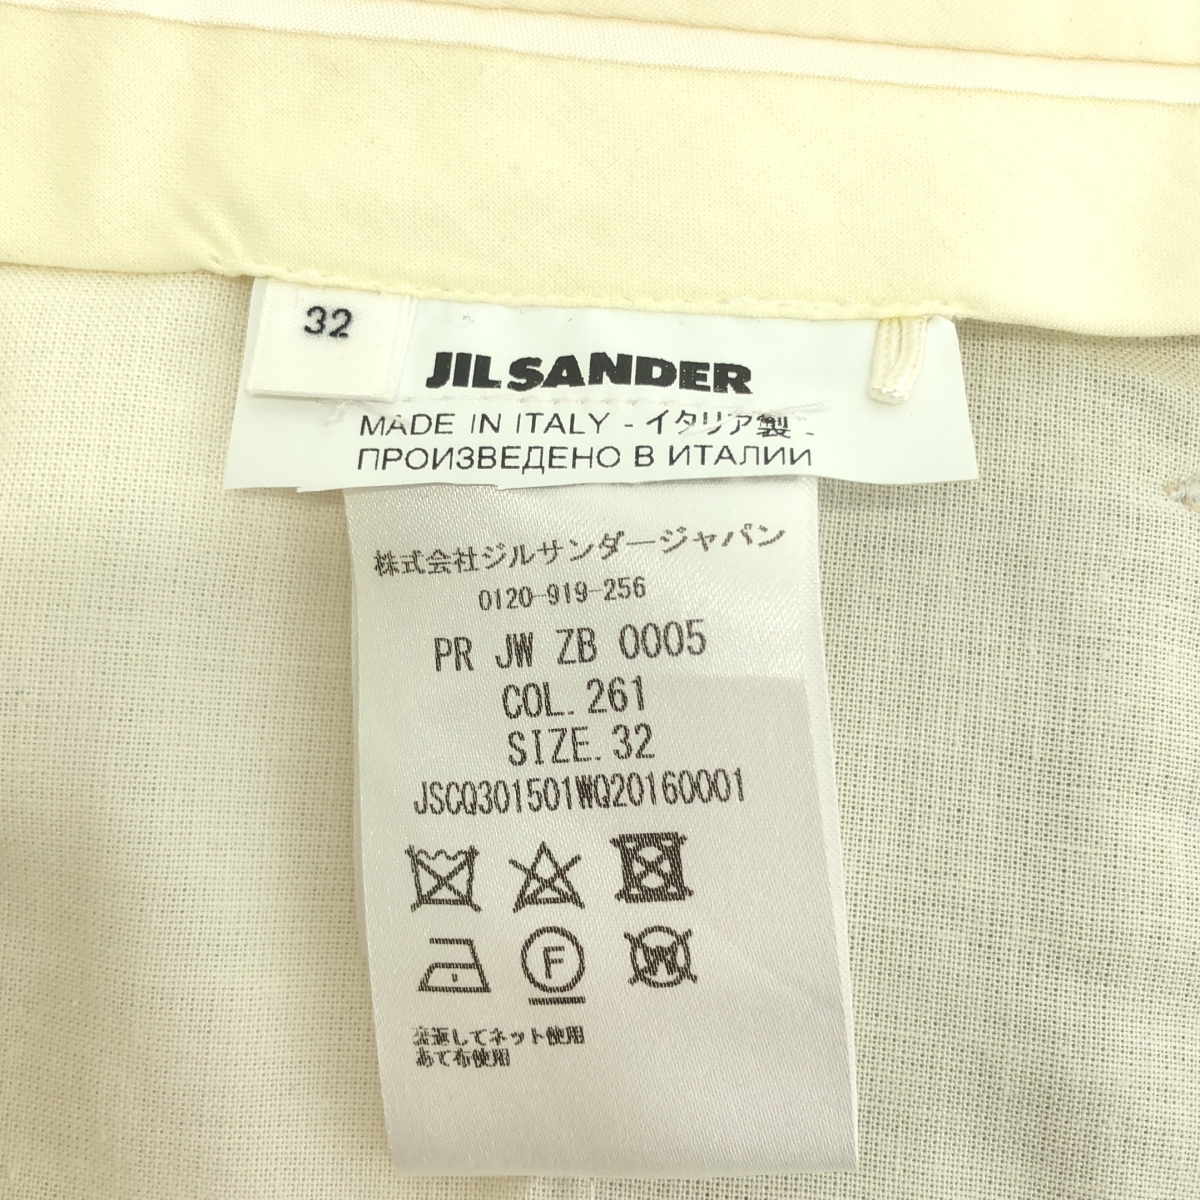 32
JIL SANDER
MADE IN ITALY - イタリア製 -
ПРОИЗВЕДЕНО В ИТАЛИИ
株式会社ジルサンダージャパン
0120-919-256
PR JW ZB 0005
COL. 261
SIZE. 32
JSCQ301501WQ20160001
F
W
裏返してネット使用
あて布使用